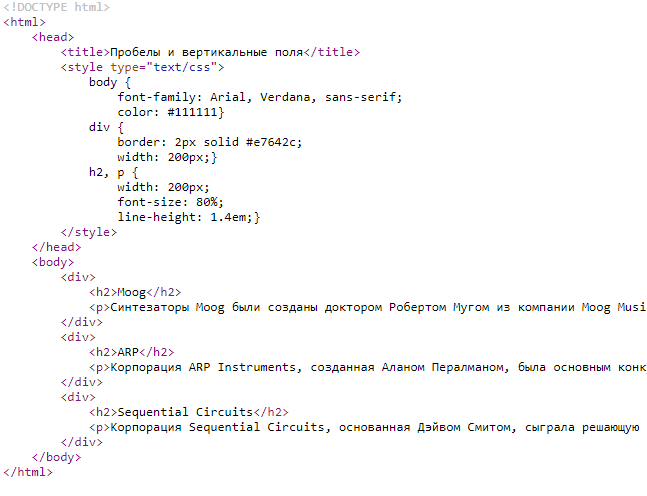 <!DOCTYPE html>
<html>
    <head>
        <title>Пробелы и вертикальные поля</title>
        <style type="text/css">
            body {
                font-family: Arial, Verdana, sans-serif;
                color: #111111}
            div {
                border: 2px solid #e7642c;
                width: 200px;}
            h2, p {
                width: 200px;
                font-size: 80%;
                line-height: 1.4em;}
        </style>
    </head>
    <body>
        <div>
            <h2>Moog</h2>
            <p>Синтезаторы Moog были созданы доктором Робертом Мугом из компании Moog Musi
        </div>
        <div>
            <h2>ARP</h2>
            <p>Корпорация ARP Instruments, созданная Аланом Пералманом, была основным конк
        </div>
        <div>
            <h2>Sequential Circuits</h2>
            <p>Корпорация Sequential Circuits, основанная Дэйвом Смитом, сыграла решающую
        </div>
    </body>
</html>